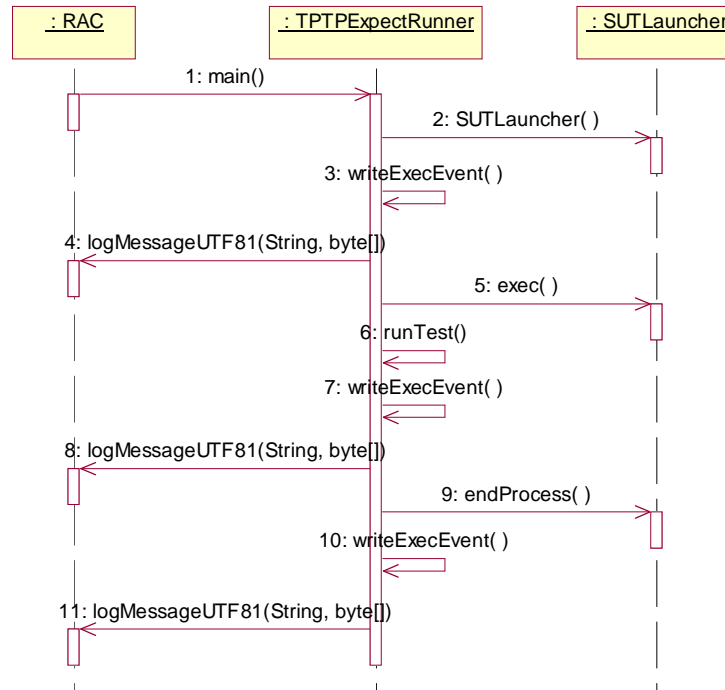 : RAC
: TPTPExpectRunner
: SUTLauncher
1: main()
2: SUTLauncher( )
3: writeExecEvent( )
4: logMessageUTF81(String, byte[])
5: exec( )
6: runTest()
7: writeExecEvent( )
8: logMessageUTF81(String, byte[])
9: endProcess( )
10: writeExecEvent( )
11: logMessageUTF81(String, byte[])